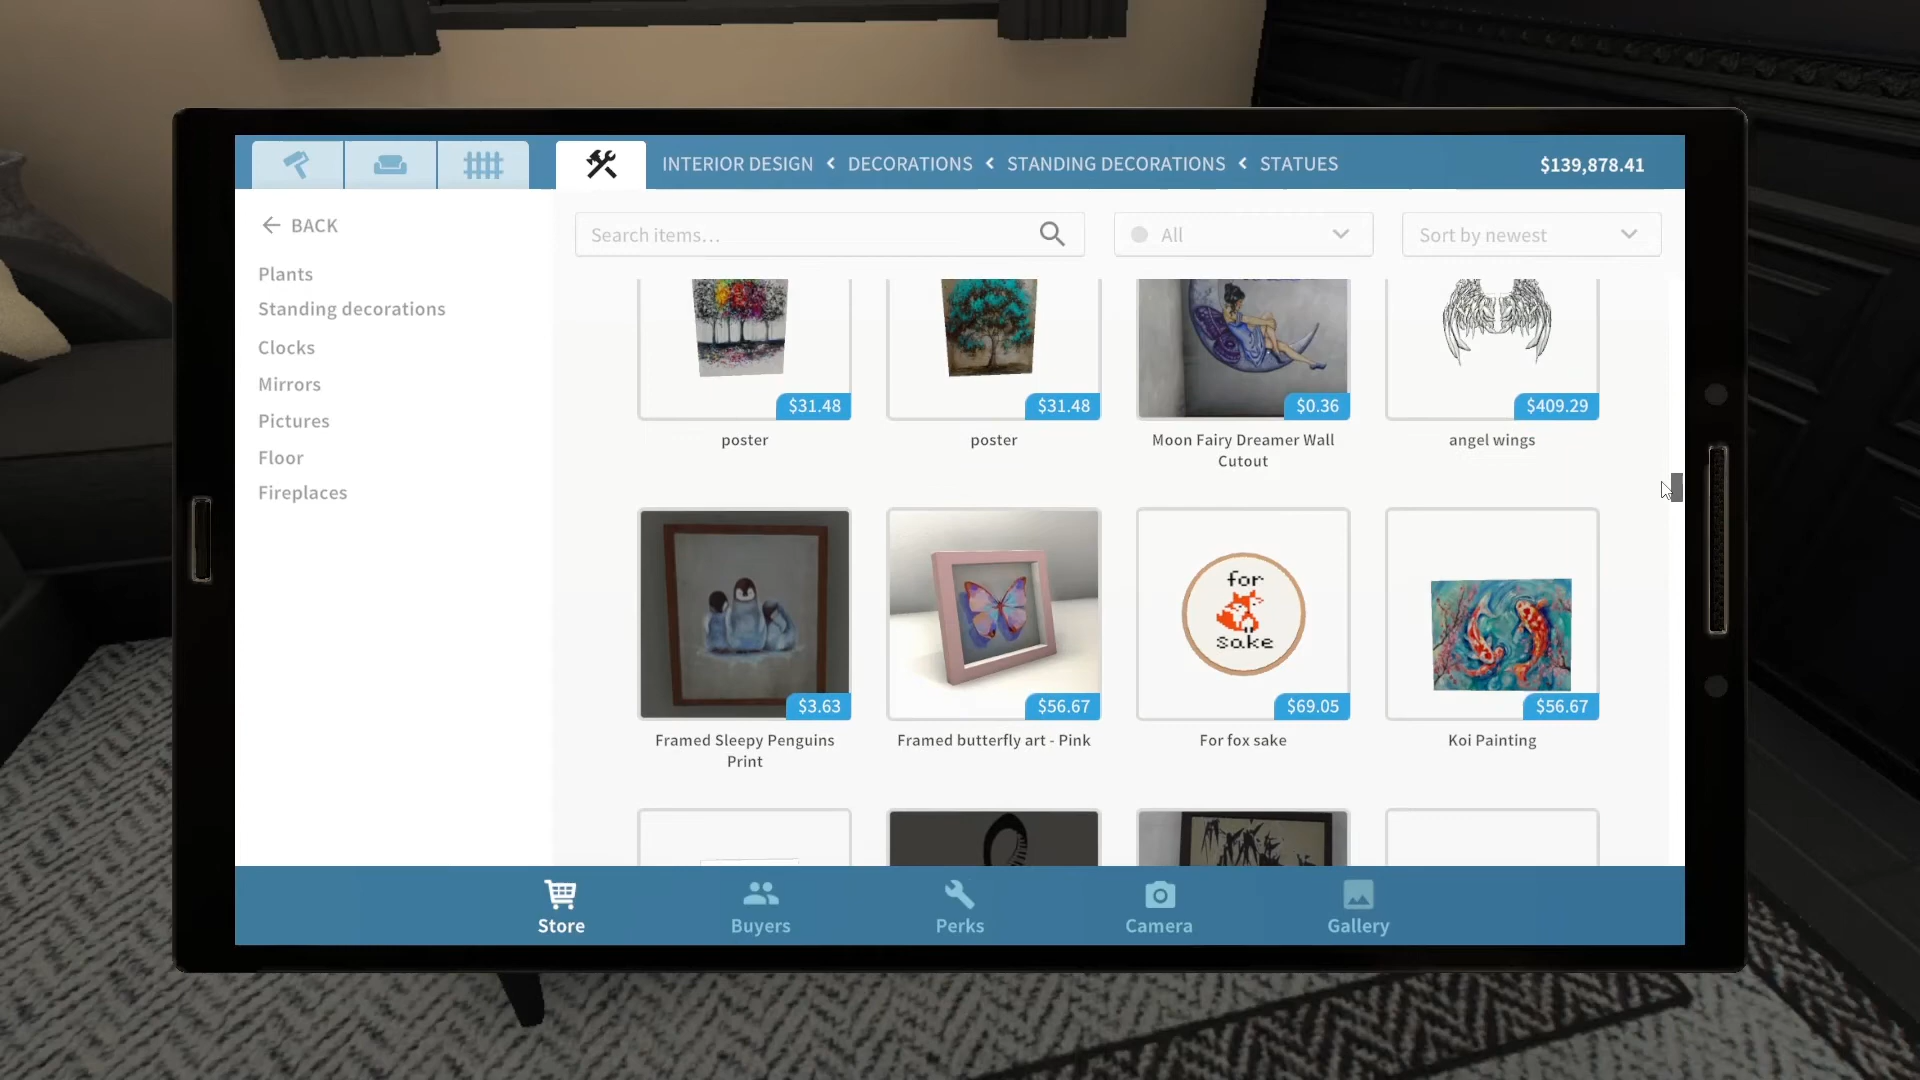 INTERIOR DESIGN < DECORATIONS < STANDING DECORATIONS < STATUES
$139,878.41
BACK
Plants
Standing decorations
Clocks
Mirrors
Pictures
Floor
Fireplaces
Search items...
All
Sort by newest
$31.48
$31.48
$0.36
$409.29
poster
poster
Moon Fairy Dreamer Wall
Cutout
angel wings
for
sake
$3.63
$56.67
$69.05
$56.67
Framed Sleepy Penguins
Print
Framed butterfly art - Pink
For fox sake
Koi Painting
Store
Buyers
Perks
Camera
Gallery